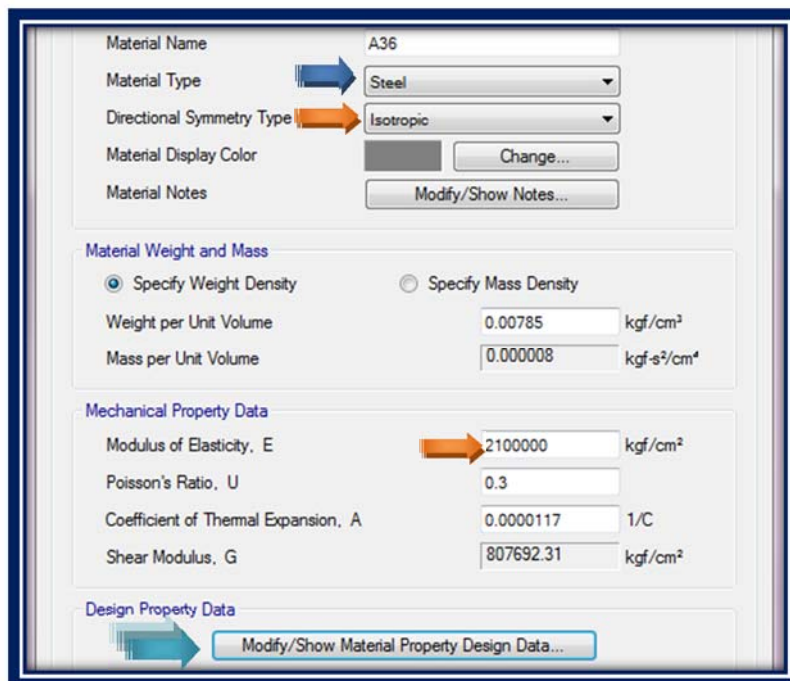 Material Name A36
Material Type Steel
Directional Symmetry Type Isotropic
Material Display Color Change...
Material Notes Modify/Show Notes...
Material Weight and Mass
Specify Weight Density Specify Mass Density
Weight per Unit Volume 0.00785 kgf/cm³
Mass per Unit Volume 0.000008 kgf-s²/cm⁴
Mechanical Property Data
Modulus of Elasticity, E 2100000 kgf/cm²
Poisson's Ratio, U 0.3
Coefficient of Thermal Expansion, A 0.0000117 1/C
Shear Modulus, G 807692.31 kgf/cm²
Design Property Data
Modify/Show Material Property Design Data...